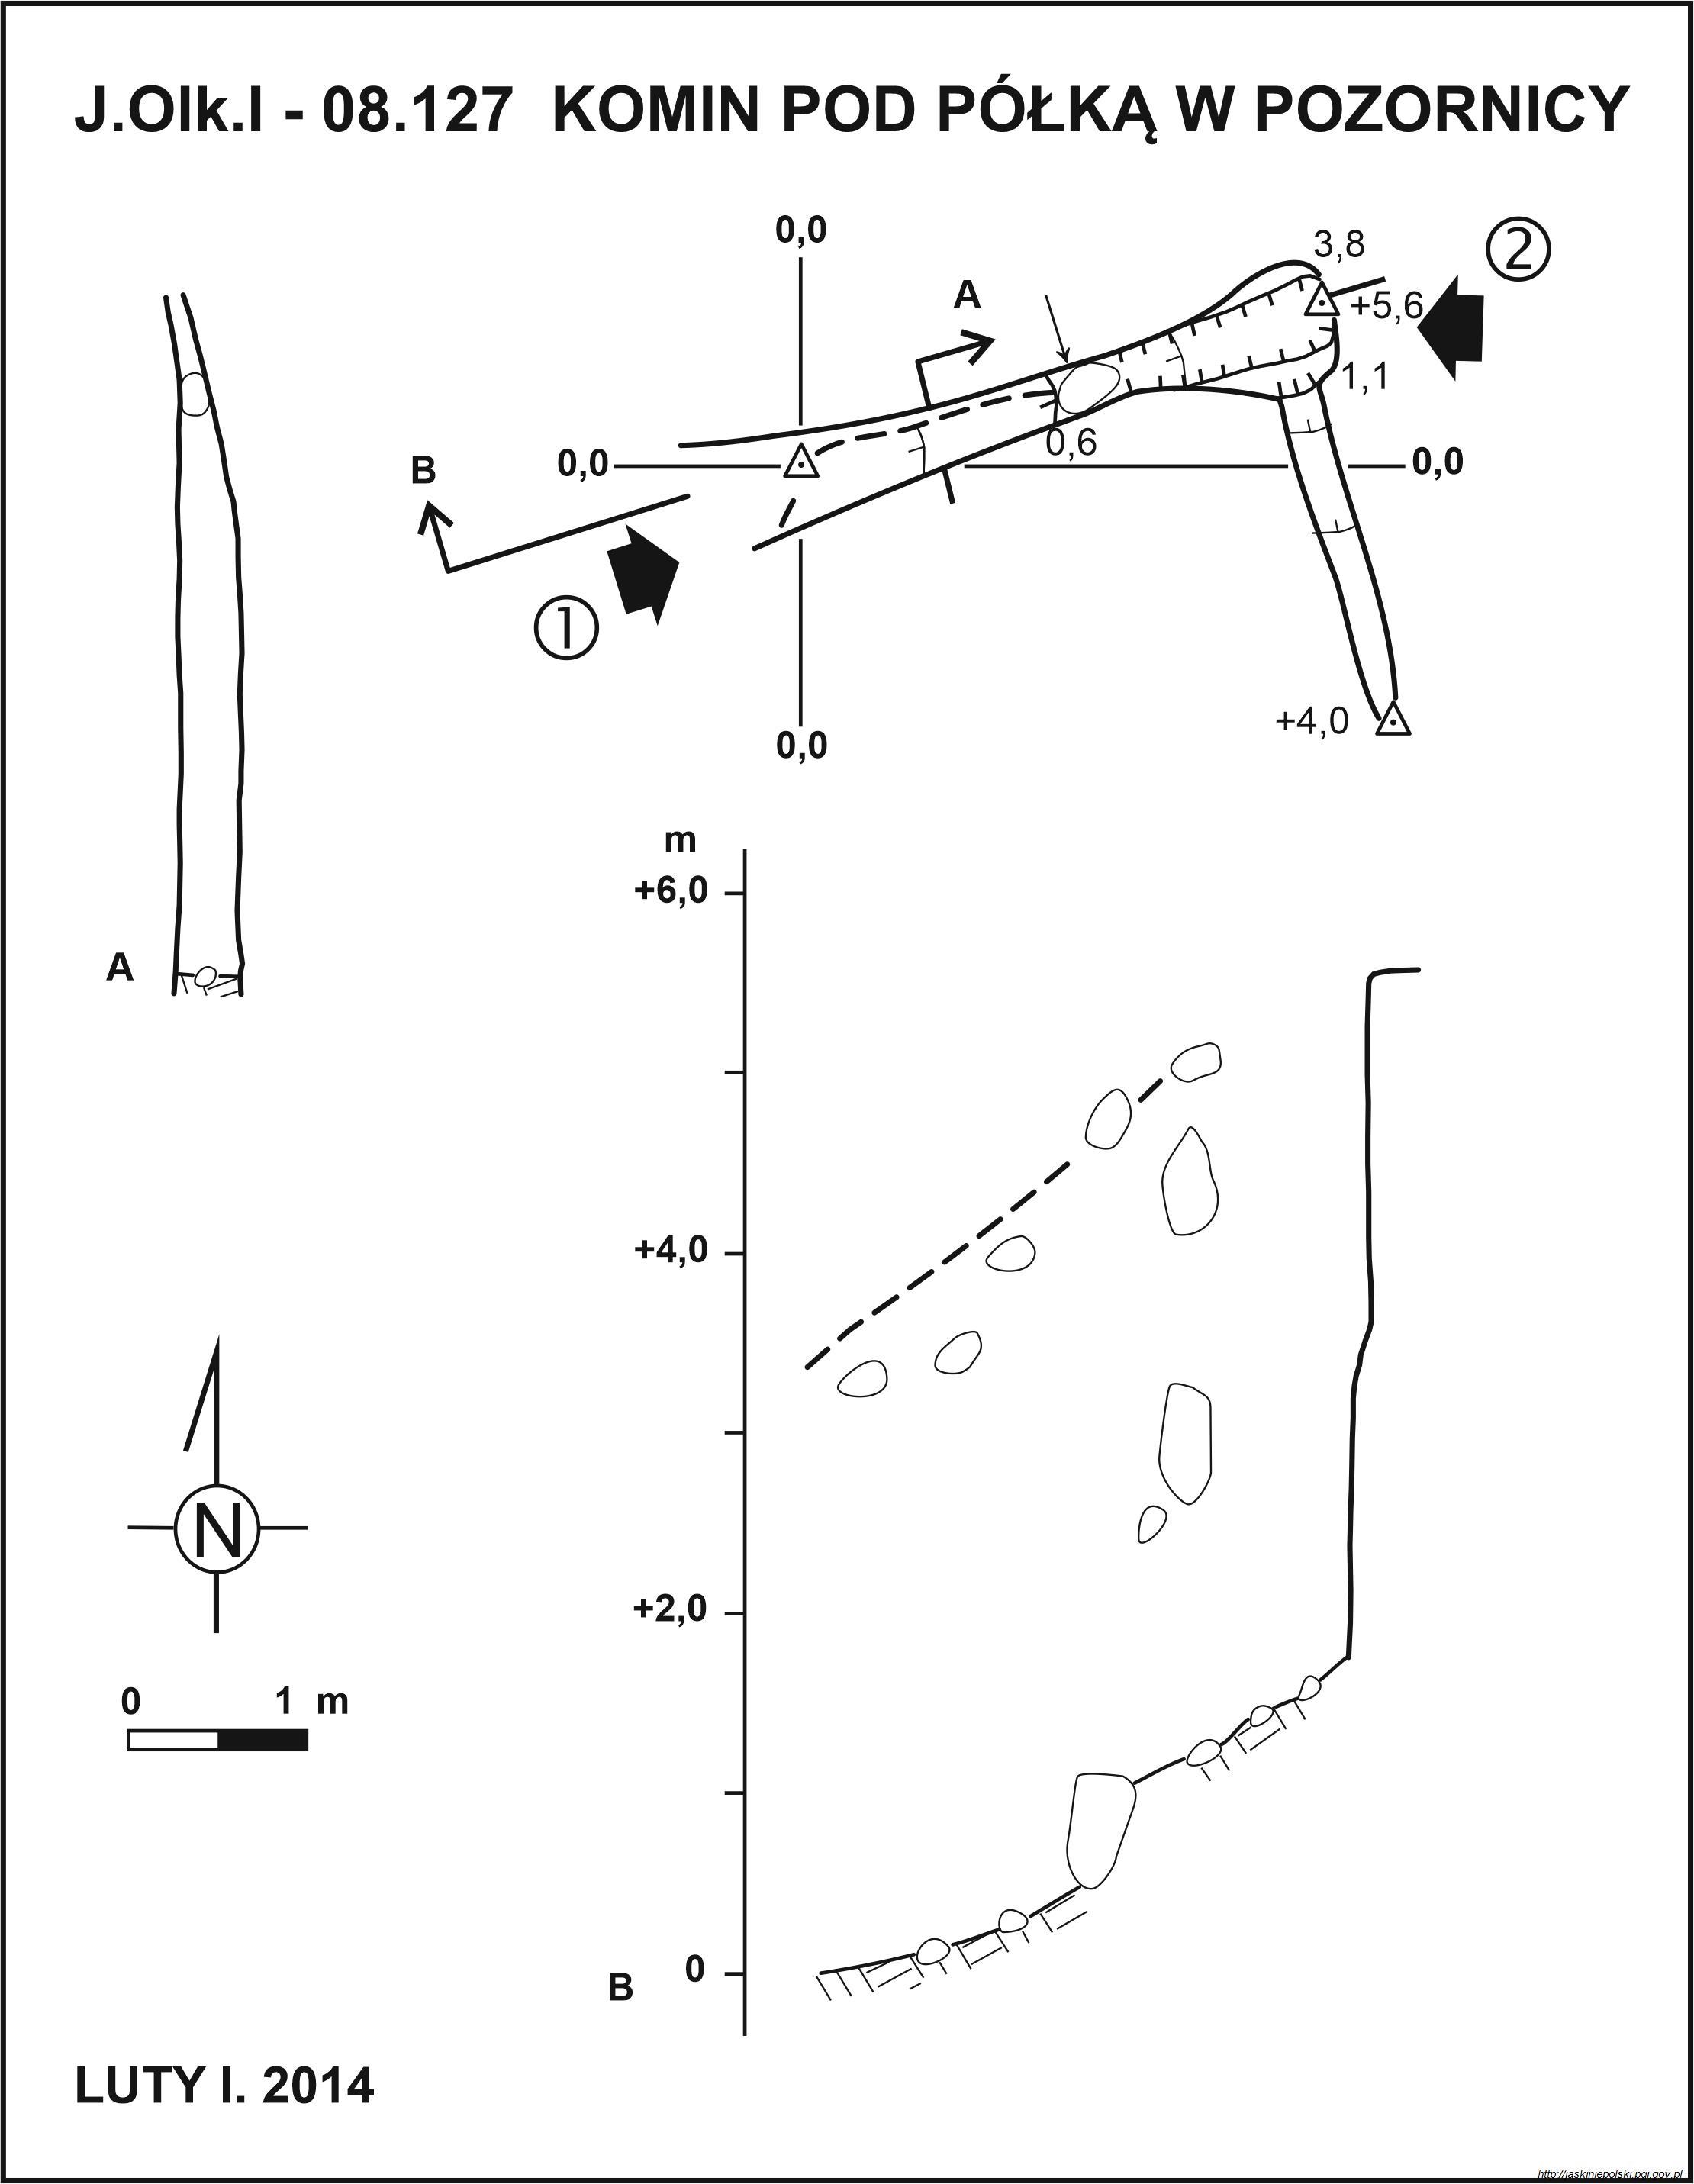 J.Olk.I - 08.127 KOMIN POD PÓŁKĄ W POZORNICY
0,0
3,8
2
A
+5,6
1,1
0,6
B
0,0
0,0
1
+4,0
0,0
m
+6,0
A
+4,0
N
+2,0
0 1 m
0
B
LUTY I. 2014
http://jaskiniepolski.pgi.gov.pl